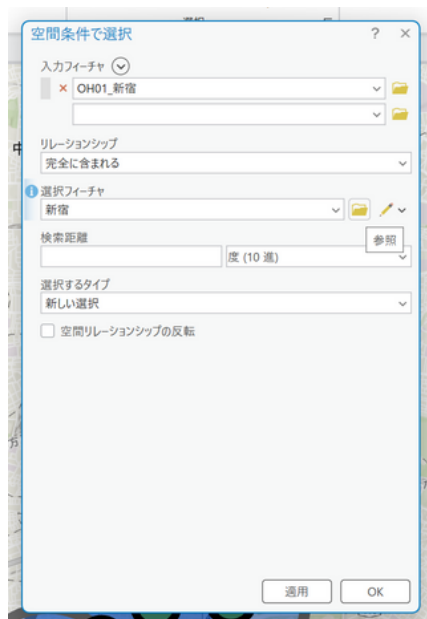 空間条件で選択
?
×
入力フィーチャ
× OH01_新宿
リレーションシップ
完全に含まれる
選択フィーチャ
新宿
参照
検索距離
度 (10 進)
選択するタイプ
新しい選択
空間リレーションシップの反転
適用
OK
中